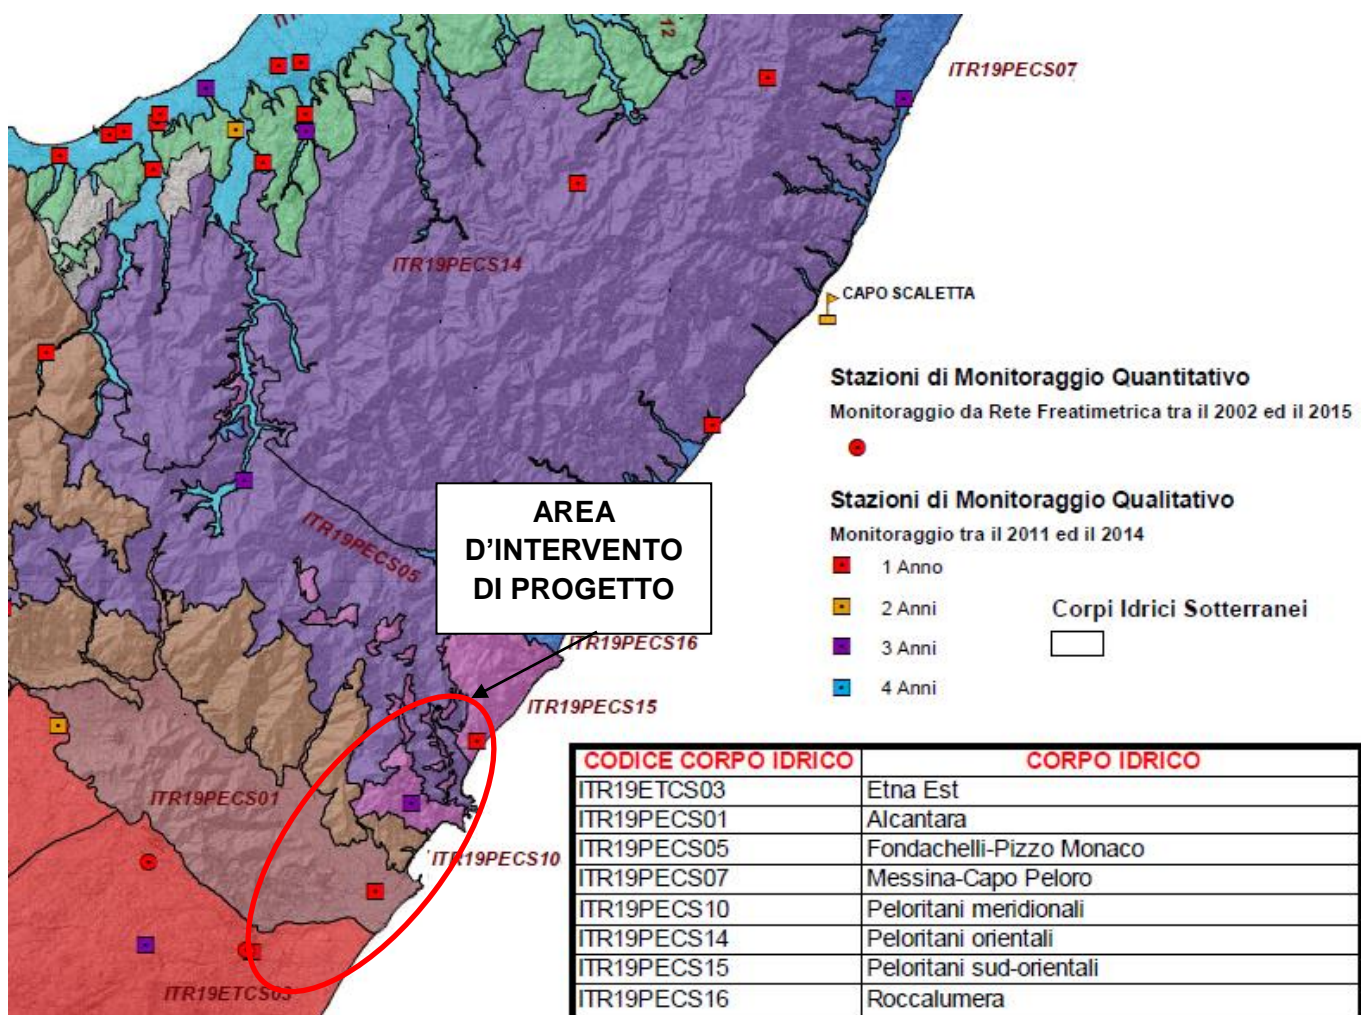 12
ITR19PECS07
ITR19PECS14
CAPO SCALETTA
Stazioni di Monitoraggio Quantitativo
Monitoraggio da Rete Freatimetrica tra il 2002 ed il 2015
Stazioni di Monitoraggio Qualitativo
Monitoraggio tra il 2011 ed il 2014
1 Anno
2 Anni
3 Anni
4 Anni
Corpi Idrici Sotterranei
AREA
D'INTERVENTO
DI PROGETTO
ITR19PECS05
ITR19PECS16
ITR19PECS15
ITR19PECS01
ITR19PECS10
ITR19ETCS03
CODICE CORPO IDRICO CORPO IDRICO
ITR19ETCS03 Etna Est
ITR19PECS01 Alcantara
ITR19PECS05 Fondachelli-Pizzo Monaco
ITR19PECS07 Messina-Capo Peloro
ITR19PECS10 Peloritani meridionali
ITR19PECS14 Peloritani orientali
ITR19PECS15 Peloritani sud-orientali
ITR19PECS16 Roccalumera